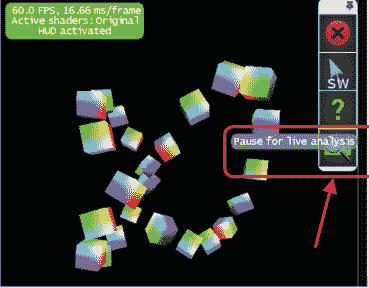 60.0 FPS, 16.66 ms/frame
Active shaders: Original
HUD activated
SW
?
Pause for live analysis